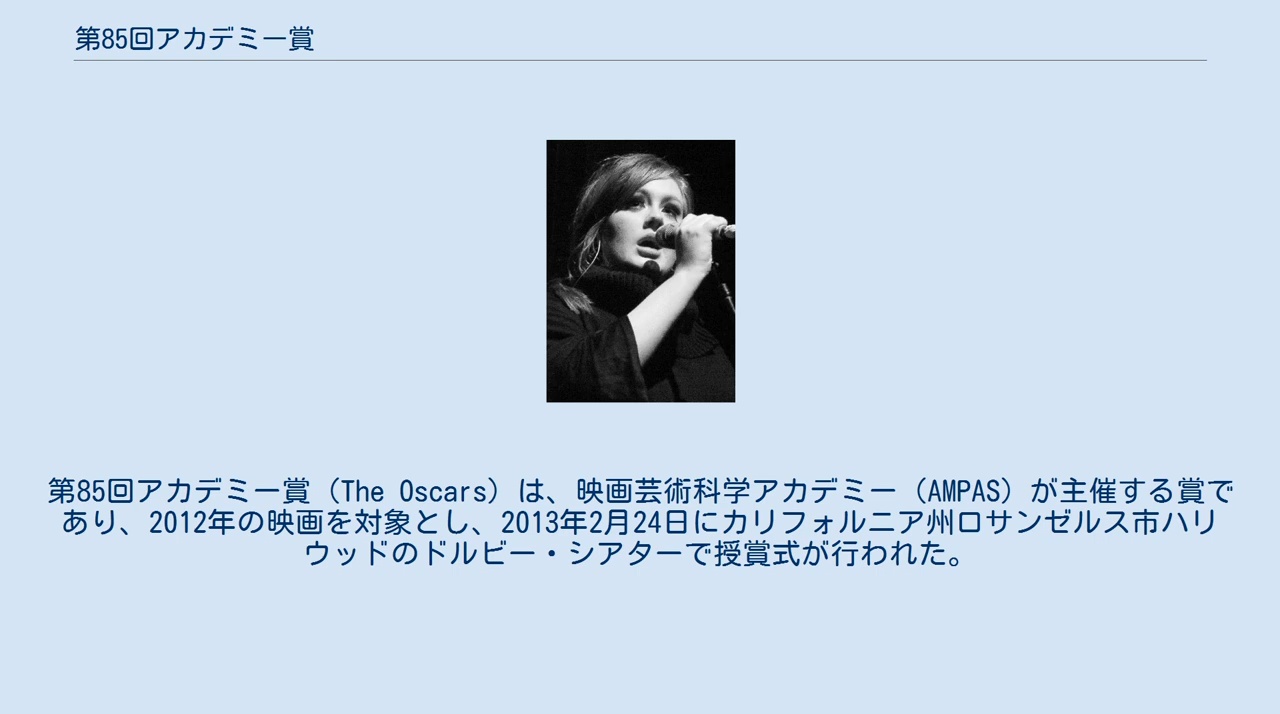 第85回アカデミー賞
第85回アカデミー賞（The Oscars）は、映画芸術科学アカデミー（AMPAS）が主催する賞で
あり、2012年の映画を対象とし、2013年2月24日にカリフォルニア州ロサンゼルス市ハリ
ウッドのドルビー・シアターで授賞式が行われた。